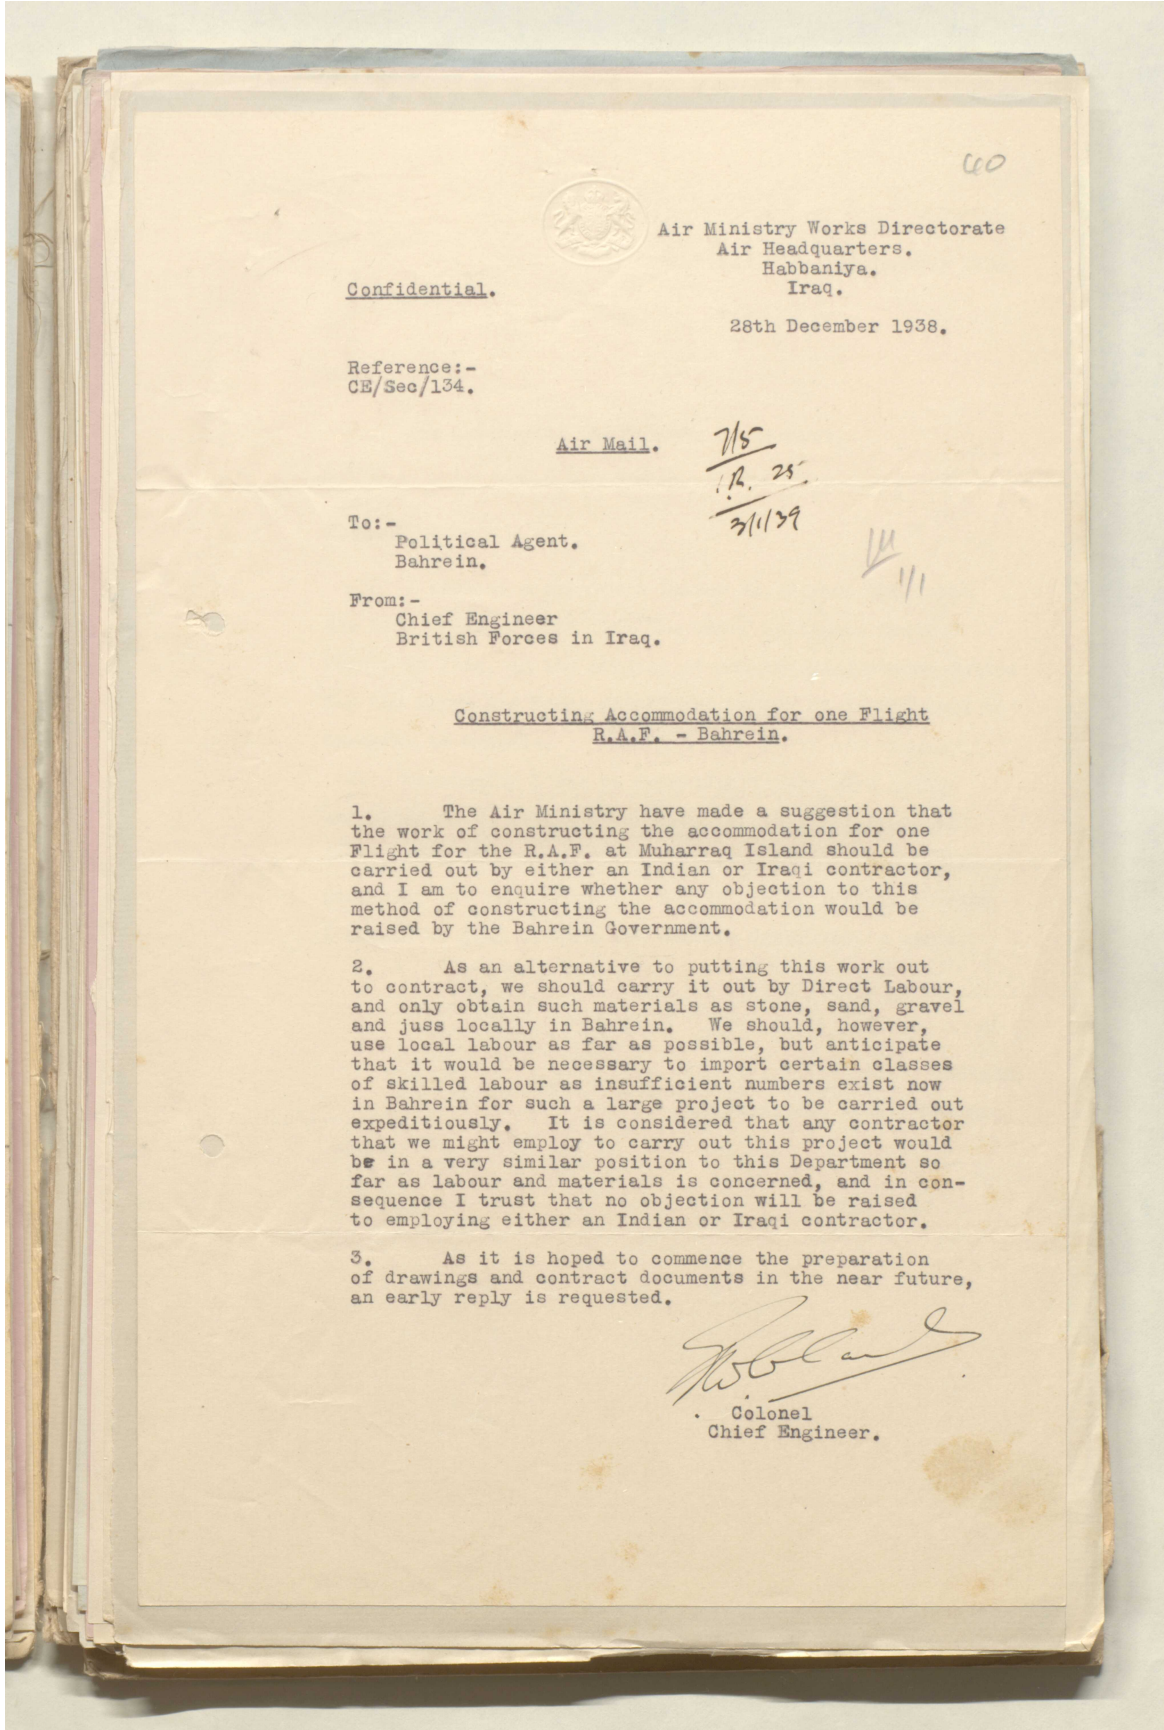 40
Air Ministry Works Directorate
Air Headquarters.
Habbaniya.
Iraq.
Confidential.
28th December 1938.
Reference:-
CE/Sec/134.
Air Mail.
7/5
I.R. 25
3/1/39
To:-
Political Agent.
Bahrein.
1/1
From:-
Chief Engineer
British Forces in Iraq.
Constructing Accommodation for one Flight
R.A.F. - Bahrein.
1. The Air Ministry have made a suggestion that
the work of constructing the accommodation for one
Flight for the R.A.F. at Muharraq Island should be
carried out by either an Indian or Iraqi contractor,
and I am to enquire whether any objection to this
method of constructing the accommodation would be
raised by the Bahrein Government.
2. As an alternative to putting this work out
to contract, we should carry it out by Direct Labour,
and only obtain such materials as stone, sand, gravel
and juss locally in Bahrein. We should, however,
use local labour as far as possible, but anticipate
that it would be necessary to import certain classes
of skilled labour as insufficient numbers exist now
in Bahrein for such a large project to be carried out
expeditiously. It is considered that any contractor
that we might employ to carry out this project would
be in a very similar position to this Department so
far as labour and materials is concerned, and in con-
sequence I trust that no objection will be raised
to employing either an Indian or Iraqi contractor.
3. As it is hoped to commence the preparation
of drawings and contract documents in the near future,
an early reply is requested.
Colonel
Chief Engineer.